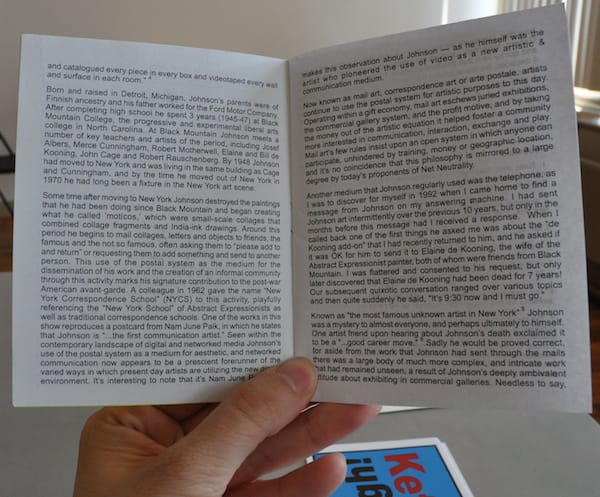 and catalogued every piece in every box and videotaped every wall
and surface in each room." ⁴
Born and raised in Detroit, Michigan, Johnson's parents were of
Finnish ancestry and his father worked for the Ford Motor Company.
After completing high school he spent 3 years (1945-47) at Black
Mountain College, the progressive and experimental liberal arts
college in North Carolina. At Black Mountain Johnson meets a
number of key teachers and artists of the period, including Josef
Albers, Merce Cunningham, Robert Motherwell, Elaine and Bill de
Kooning, John Cage and Robert Rauschenberg. By 1948 Johnson
had moved to New York and was living in the same building as Cage
and Cunningham, and by the time he moved out of New York in
1970 he had long been a fixture in the New York art scene.
Some time after moving to New York Johnson destroyed the paintings
that he had been doing since Black Mountain and began creating
what he called 'moticos,' which were small-scale collages that
combined collage fragments and India-ink drawings. Around this
period he begins to mail collages, letters and objects to friends, the
famous and the not so famous, often asking them to "please add to
and return" or requesting them to add something and send to another
person. This use of the postal system as the medium for the
dissemination of his work and the creation of an informal community
through this activity marks his signature contribution to the post-war
American avant-garde. A colleague in 1962 gave the name "New
York Correspondence School" (NYCS) to this activity, playfully
referencing the "New York School" of Abstract Expressionists as
well as traditional correspondence schools. One of the works in this
show reproduces a postcard from Nam June Paik, in which he states
that Johnson is "...the first communication artist." Seen within the
contemporary landscape of digital and networked media Johnson's
use of the postal system as a medium for aesthetic, and networked
communication now appears to be a prescient forerunner of the
varied ways in which present day artists are utilizing the new
environment. It's interesting to note that it's Nam June
makes this observation about Johnson — as he himself was the
artist who pioneered the use of video as a new artistic &
communication medium.
Now known as mail art, correspondence art or arte postale, artists
continue to use the postal system for artistic purposes to this day.
Operating within a gift economy, mail art eschews juried exhibitions,
the commercial gallery system, and the profit motive, and by taking
the money out of the artistic equation it helped foster a community
more interested in communication, interaction, exchange and play.
Mail art's few rules insist upon an open system in which anyone can
participate, unhindered by training, money or geographic location,
and it's no coincidence that this philosophy is mirrored to a large
degree by today's proponents of Net Neutrality.
Another medium that Johnson regularly used was the telephone, as
I was to discover for myself in 1992 when I came home to find a
message from Johnson on my answering machine. I had sent
Johnson art intermittently over the previous 10 years, but only in the
months before this message had I received a response. When I
called back one of the first things he asked me was about the "de
Kooning add-on" that I had recently returned to him, and he asked if
it was OK for him to send it to Elaine de Kooning, the wife of the
Abstract Expressionist painter, both of whom were friends from Black
Mountain. I was flattered and consented to his request, but only
later discovered that Elaine de Kooning had been dead for 7 years!
Our subsequent quixotic conversation ranged over various topics
and then quite suddenly he said, "It's 9:30 now and I must go."
Known as "the most famous unknown artist in New York" ⁵ Johnson
was a mystery to almost everyone, and perhaps ultimately to himself.
One artist friend upon hearing about Johnson's death exclaimed it
to be a "...good career move." ⁶ Sadly he would be proved correct,
for aside from the work that Johnson had sent through the mails
there was a large body of much more complex, and intricate work
that had remained unseen, a result of Johnson's deeply ambivalent
attitude about exhibiting in commercial galleries. Needless to say,